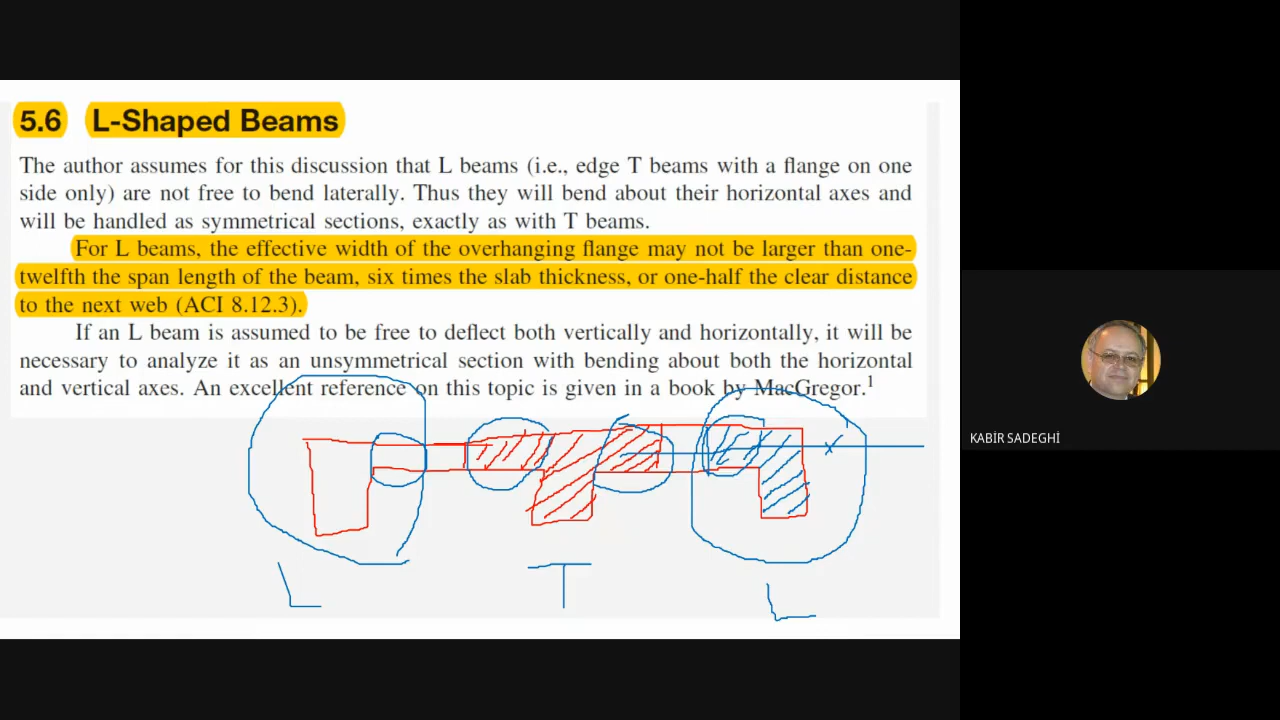 5.6 L-Shaped Beams
The author assumes for this discussion that L beams (i.e., edge T beams with a flange on one
side only) are not free to bend laterally. Thus they will bend about their horizontal axes and
will be handled as symmetrical sections, exactly as with T beams.
For L beams, the effective width of the overhanging flange may not be larger than one-
twelfth the span length of the beam, six times the slab thickness, or one-half the clear distance
to the next web (ACI 8.12.3).
If an L beam is assumed to be free to deflect both vertically and horizontally, it will be
necessary to analyze it as an unsymmetrical section with bending about both the horizontal
and vertical axes. An excellent reference on this topic is given in a book by MacGregor.1
KABİR SADEGHİ
x
L T L